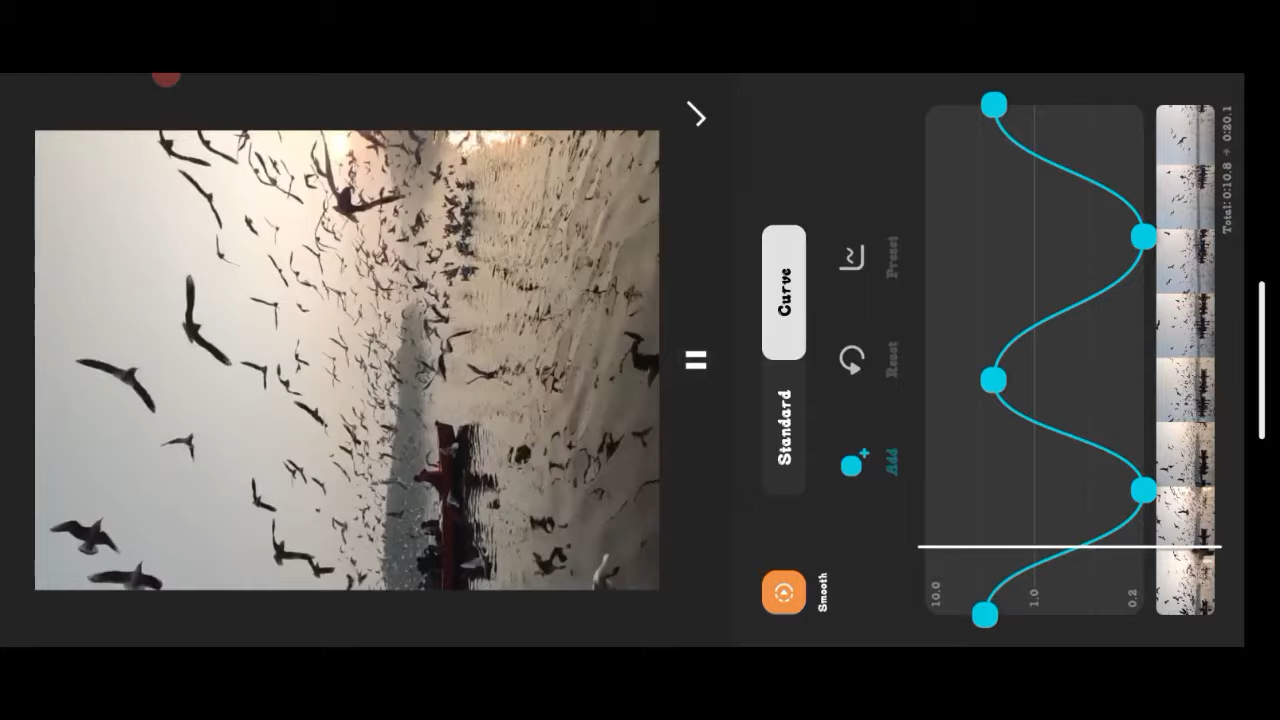 Standard
Curve
Add
Reset
Preset
Smooth
10.0
1.0
0.2
Total: 0:10.8 → 0:20.1